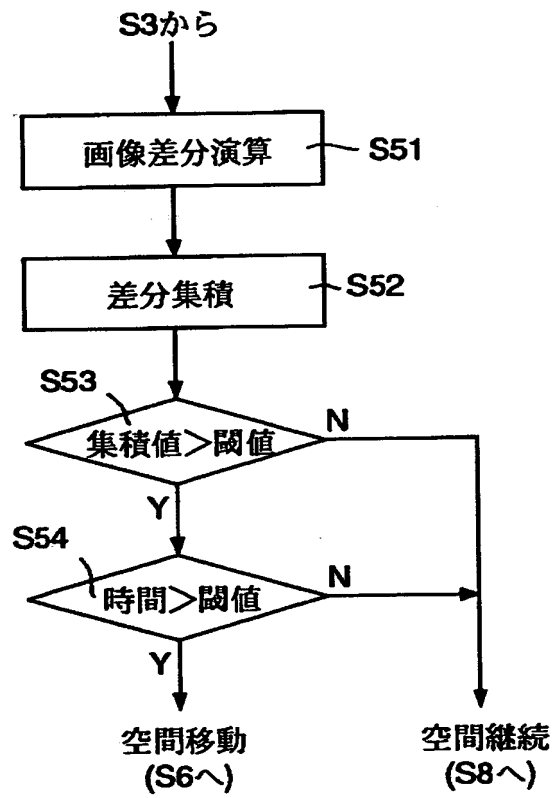 S3から
画像差分演算
S51
差分集積
S52
S53
集積値>閾値
N
Y
S54
時間>閾値
N
Y
空間移動
(S6へ)
空間継続
(S8へ)